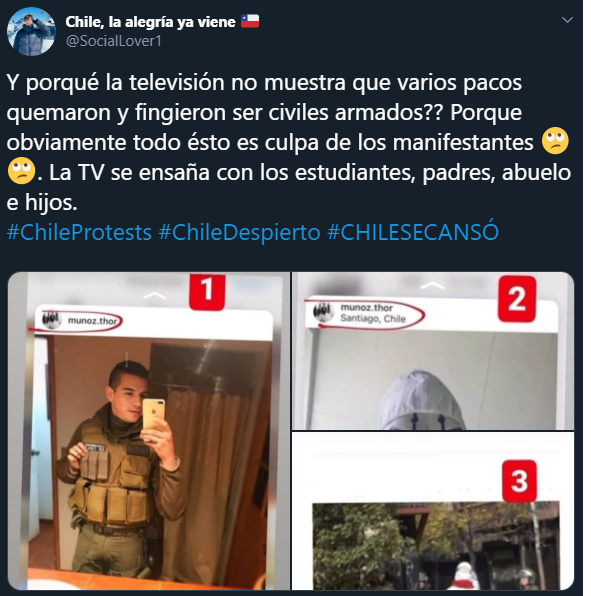 Chile, la alegría ya viene
@SocialLover1
Y porqué la televisión no muestra que varios pacos
quemaron y fingieron ser civiles armados?? Porque
obviamente todo ésto es culpa de los manifestantes
. La TV se ensaña con los estudiantes, padres, abuelo
e hijos.
#ChileProtests #ChileDespierto #CHILESECANSÓ
1
munoz.thor
2
munoz.thor
Santiago, Chile
3